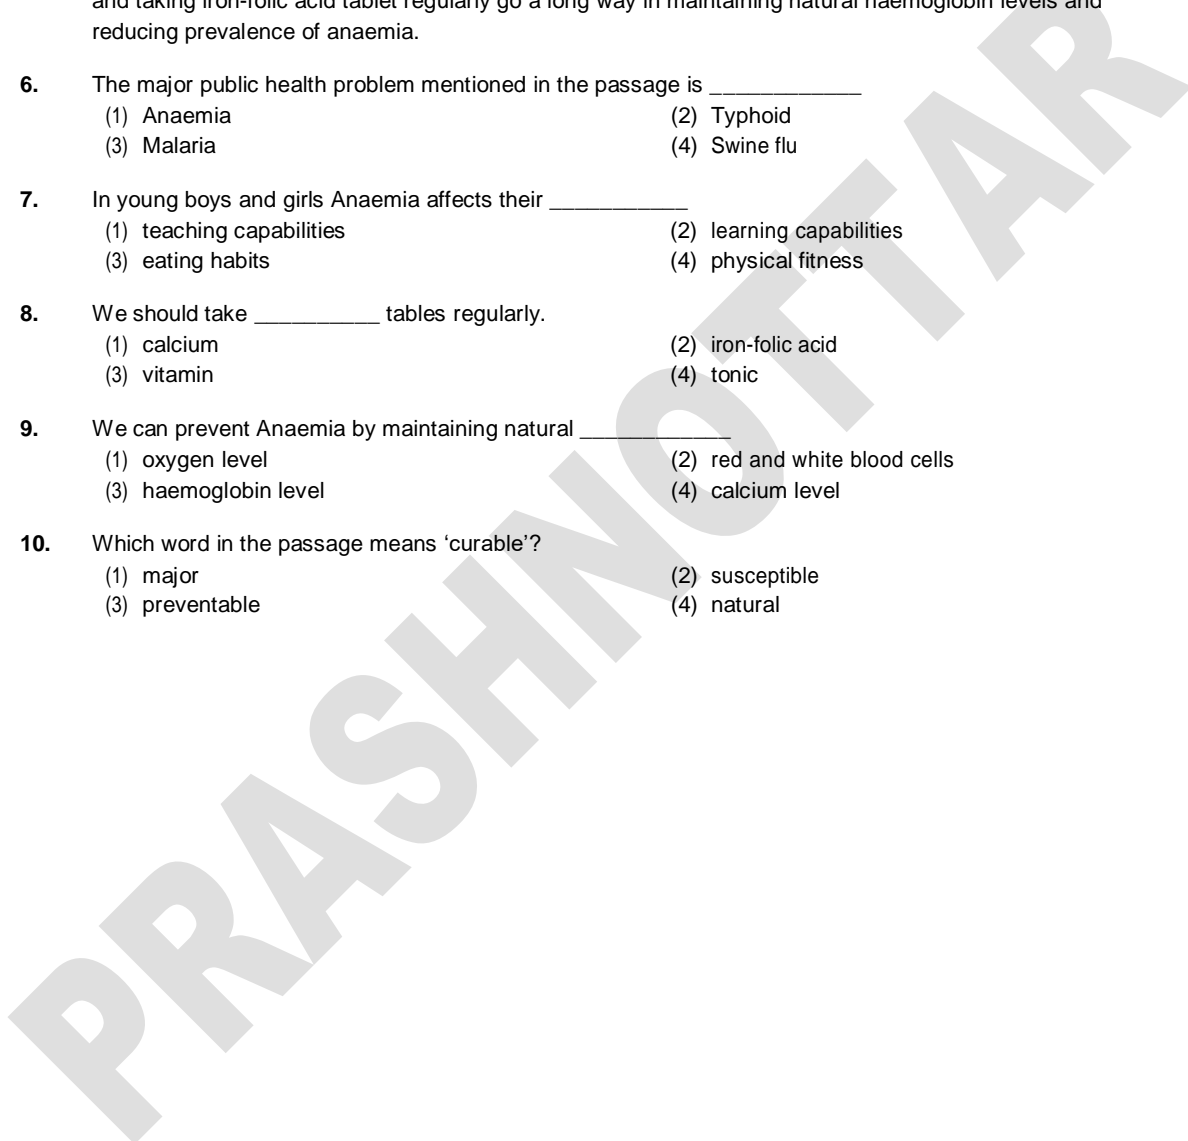 and taking iron-folic acid tablet regularly go a long way in maintaining natural haemoglobin levels and
reducing prevalence of anaemia.
6. The major public health problem mentioned in the passage is ____________
(1) Anaemia (2) Typhoid
(3) Malaria (4) Swine flu
7. In young boys and girls Anaemia affects their ___________
(1) teaching capabilities (2) learning capabilities
(3) eating habits (4) physical fitness
8. We should take __________ tables regularly.
(1) calcium (2) iron-folic acid
(3) vitamin (4) tonic
9. We can prevent Anaemia by maintaining natural ____________
(1) oxygen level (2) red and white blood cells
(3) haemoglobin level (4) calcium level
10. Which word in the passage means ‘curable’?
(1) major (2) susceptible
(3) preventable (4) natural
PRASHNOTTAR